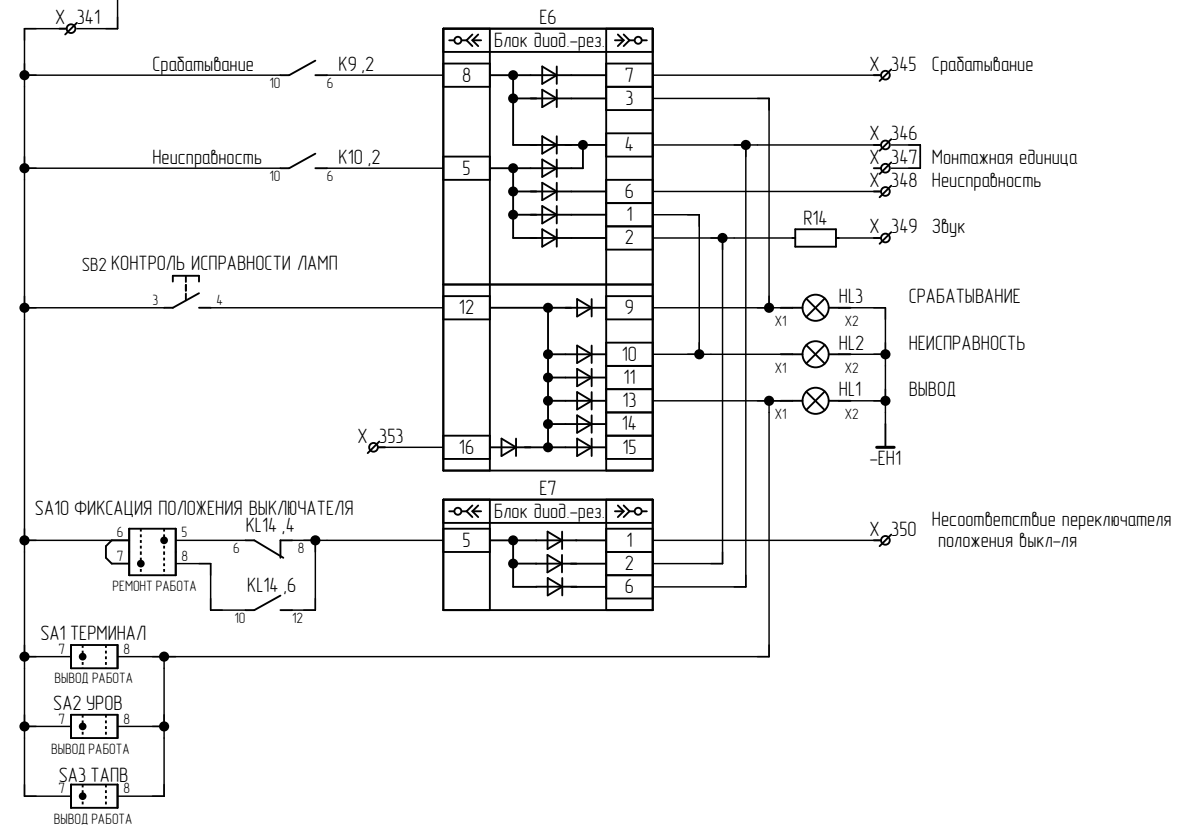 X 341
E6
Блок диод.-рез.
Срабатывание 10 6 K9 ,2
8 7
X 345 Срабатывание
3
4
X 346
X 347 Монтажная единица
Неисправность 10 6 K10 ,2
5
6
X 348 Неисправность
1
2
R14
X 349 Звук
SB2 КОНТРОЛЬ ИСПРАВНОСТИ ЛАМП
3 4
12 9
X1 HL3 X2 СРАБАТЫВАНИЕ
10
X1 HL2 X2 НЕИСПРАВНОСТЬ
11
13
X1 HL1 X2 ВЫВОД
14
X 353
16 15
-EH1
E7
Блок диод.-рез.
SA10 ФИКСАЦИЯ ПОЛОЖЕНИЯ ВЫКЛЮЧАТЕЛЯ
6 5
7 8
РЕМОНТ РАБОТА
KL14 ,4
6 8
KL14 ,6
10 12
5 1
2
6
X 350 Несоответствие переключателя
положения выкл-ля
SA1 ТЕРМИНАЛ
7 8
ВЫВОД РАБОТА
SA2 УРОВ
7 8
ВЫВОД РАБОТА
SA3 ТАПВ
7 8
ВЫВОД РАБОТА